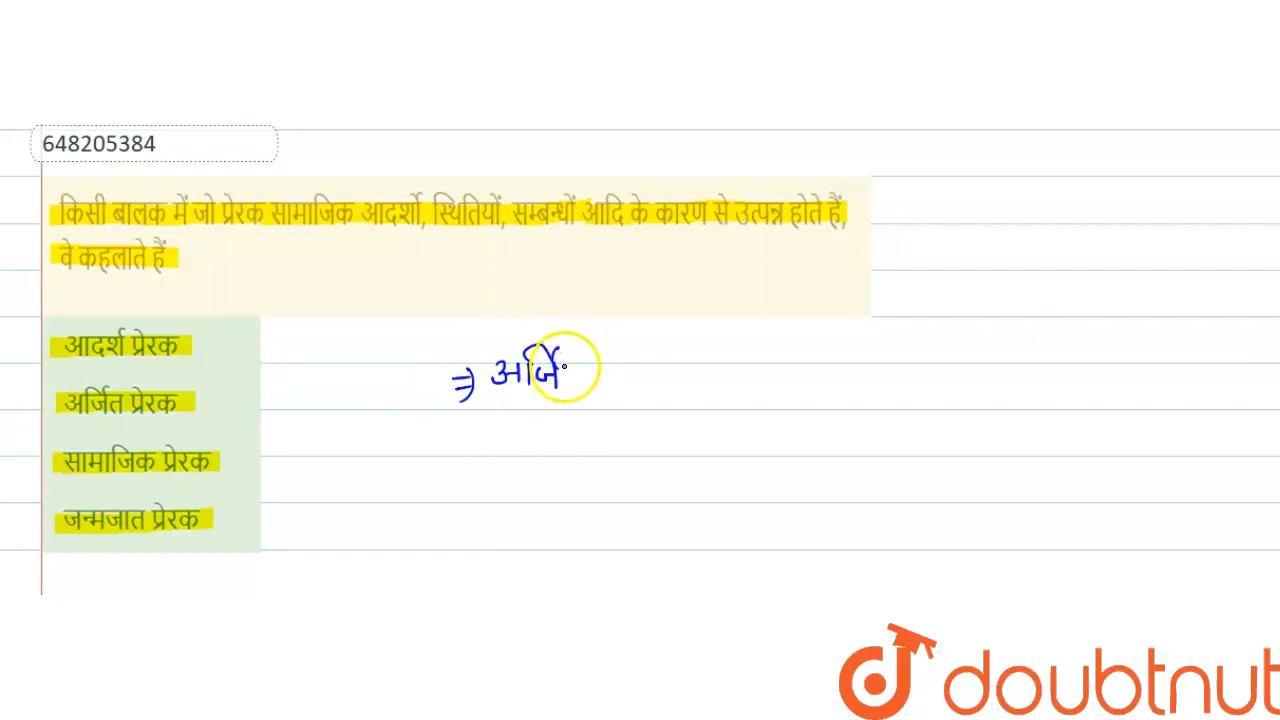 648205384
किसी बालक में जो प्रेरक सामाजिक आदर्शो, स्थितियों, सम्बन्धों आदि के कारण से उत्पन्न होते हैं,
वे कहलाते हैं
आदर्श प्रेरक
⇒ अर्जि
अर्जित प्रेरक
सामाजिक प्रेरक
जन्मजात प्रेरक
doubtnut